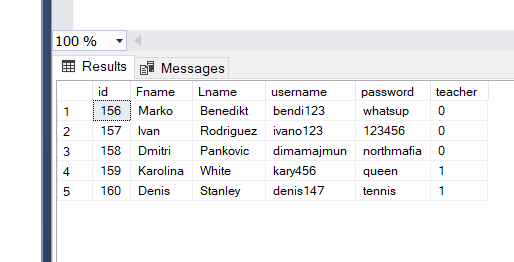 100 %
Results Messages
id Fname Lname username password teacher
1 156 Marko Benedikt bendi123 whatsup 0
2 157 Ivan Rodriguez ivano123 123456 0
3 158 Dmitri Pankovic dimamajmun northmafia 0
4 159 Karolina White kary456 queen 1
5 160 Denis Stanley denis147 tennis 1